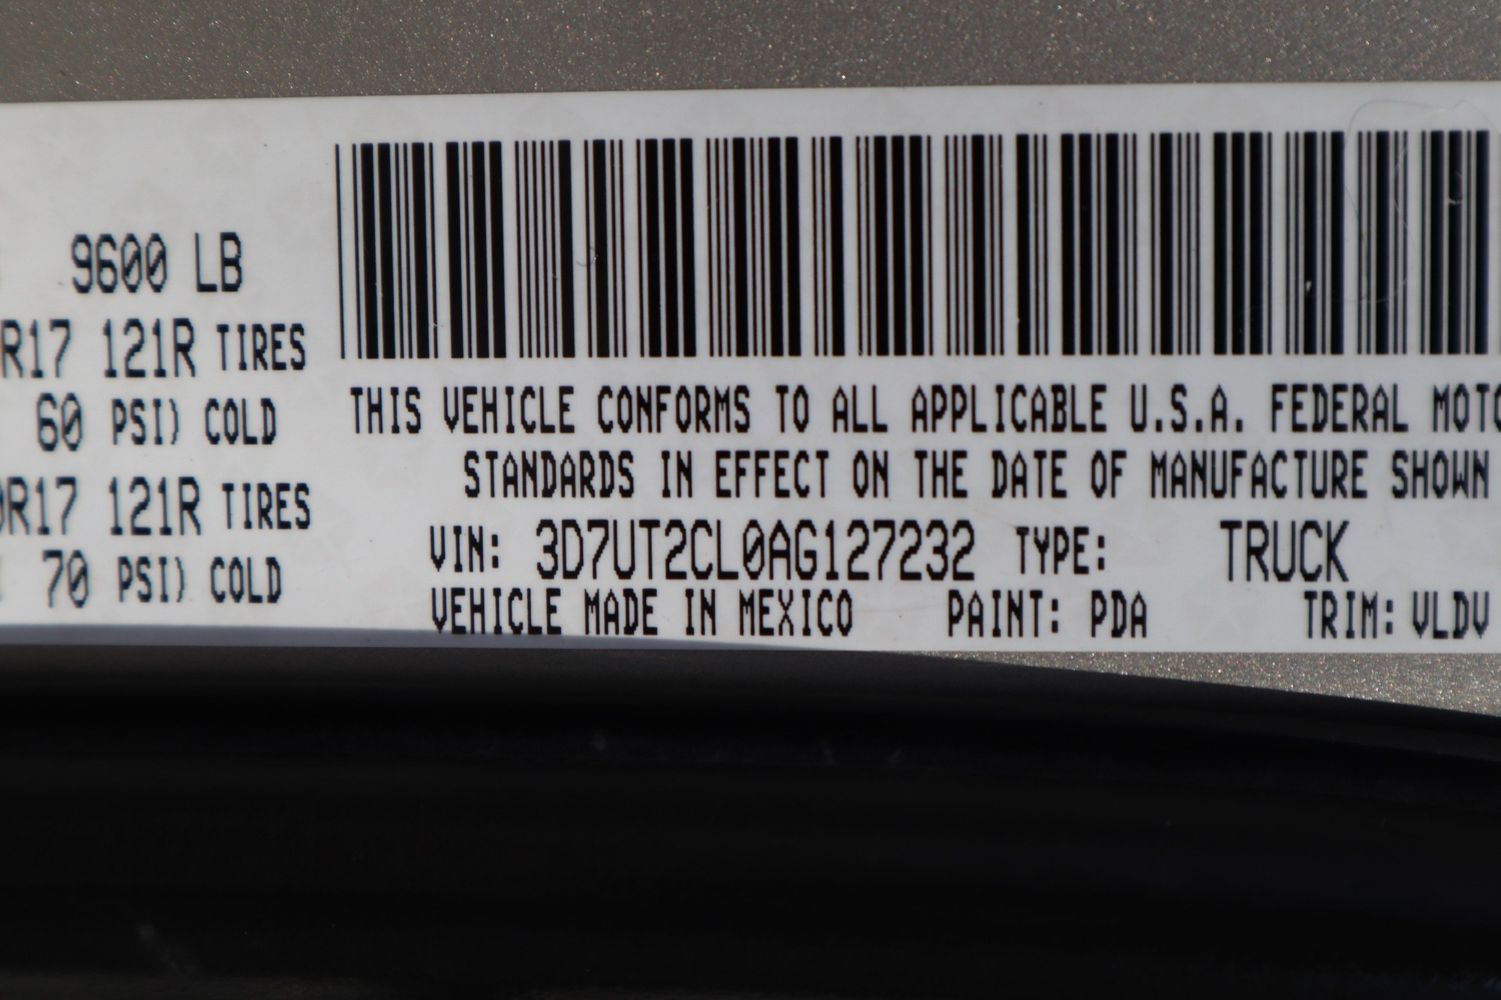 9600 LB
R17 121R TIRES
60 PSI) COLD
0R17 121R TIRES
70 PSI) COLD
THIS VEHICLE CONFORMS TO ALL APPLICABLE U.S.A. FEDERAL MOTO
STANDARDS IN EFFECT ON THE DATE OF MANUFACTURE SHOWN
VIN: 3D7UT2CL0AG127232 TYPE: TRUCK
VEHICLE MADE IN MEXICO PAINT: PDA TRIM: VLDV